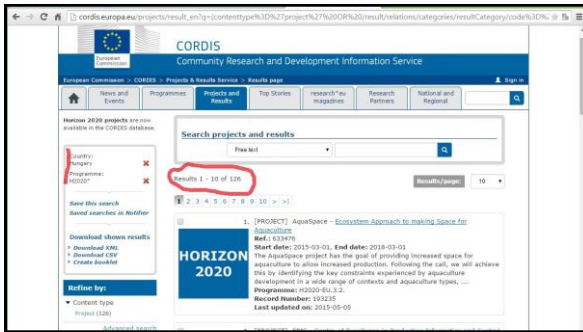 cordis.europa.eu/projects/result_en?q=(contenttype%3D%27project%27%20OR%20/result/relations/categories/resultCategory/code%3D%
European
Commission
CORDIS
Community Research and Development Information Service
European Commission > CORDIS > Projects & Results Service > Results page
Sign in
News and Events
Programmes
Projects and Results
Top Stories
research*eu magazines
Research Partners
National and Regional
Horizon 2020 projects are now
available in the CORDIS database.
Country:
Hungary
Programme:
H2020*
Save this search
Saved searches in Notifier
Download shown results
Download XML
Download CSV
Create booklet
Refine by:
Content type
Project (126)
Advanced search
Search projects and results
Free text
Results 1 - 10 of 126
Results/page: 10
1 2 3 4 5 6 7 8 9 10 > >|
1. [PROJECT] AquaSpace - Ecosystem Approach to making Space for
Aquaculture
Ref.: 633476
Start date: 2015-03-01, End date: 2018-03-01
The AquaSpace project has the goal of providing increased space for
aquaculture to allow increased production. Following the call, we will achieve
this by identifying the key constraints experienced by aquaculture
development in a wide range of contexts and aquaculture types, ...
Programme: H2020-EU.3.2.
Record Number: 193235
Last updated on: 2015-05-05
HORIZON
2020